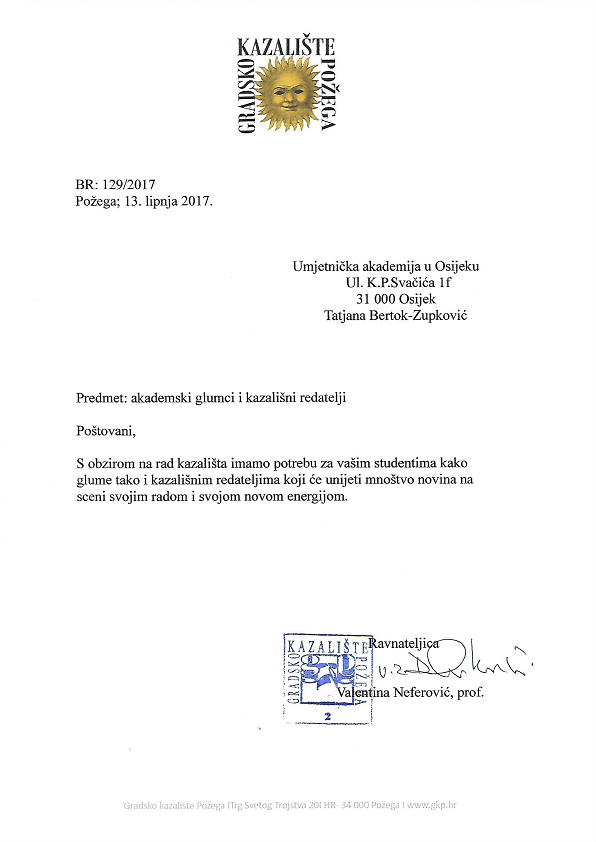 KAZALIŠTE
GRADSKO
POŽEGA
BR: 129/2017
Požega; 13. lipnja 2017.
Umjetnička akademija u Osijeku
Ul. K.P.Svačića 1f
31 000 Osijek
Tatjana Bertok-Zupković
Predmet: akademski glumci i kazališni redatelji
Poštovani,
S obzirom na rad kazališta imamo potrebu za vašim studentima kako
glume tako i kazališnim redateljima koji će unijeti mnoštvo novina na
sceni svojim radom i svojom novom energijom.
Ravnateljica
KAZALIŠTE
GRADSKO
POŽEGA
2
Valentina Neferović, prof.
Gradsko kazalište Požega ITrg Svetog Trojstva 20I HR- 34 000 Požega I www.gkp.hr